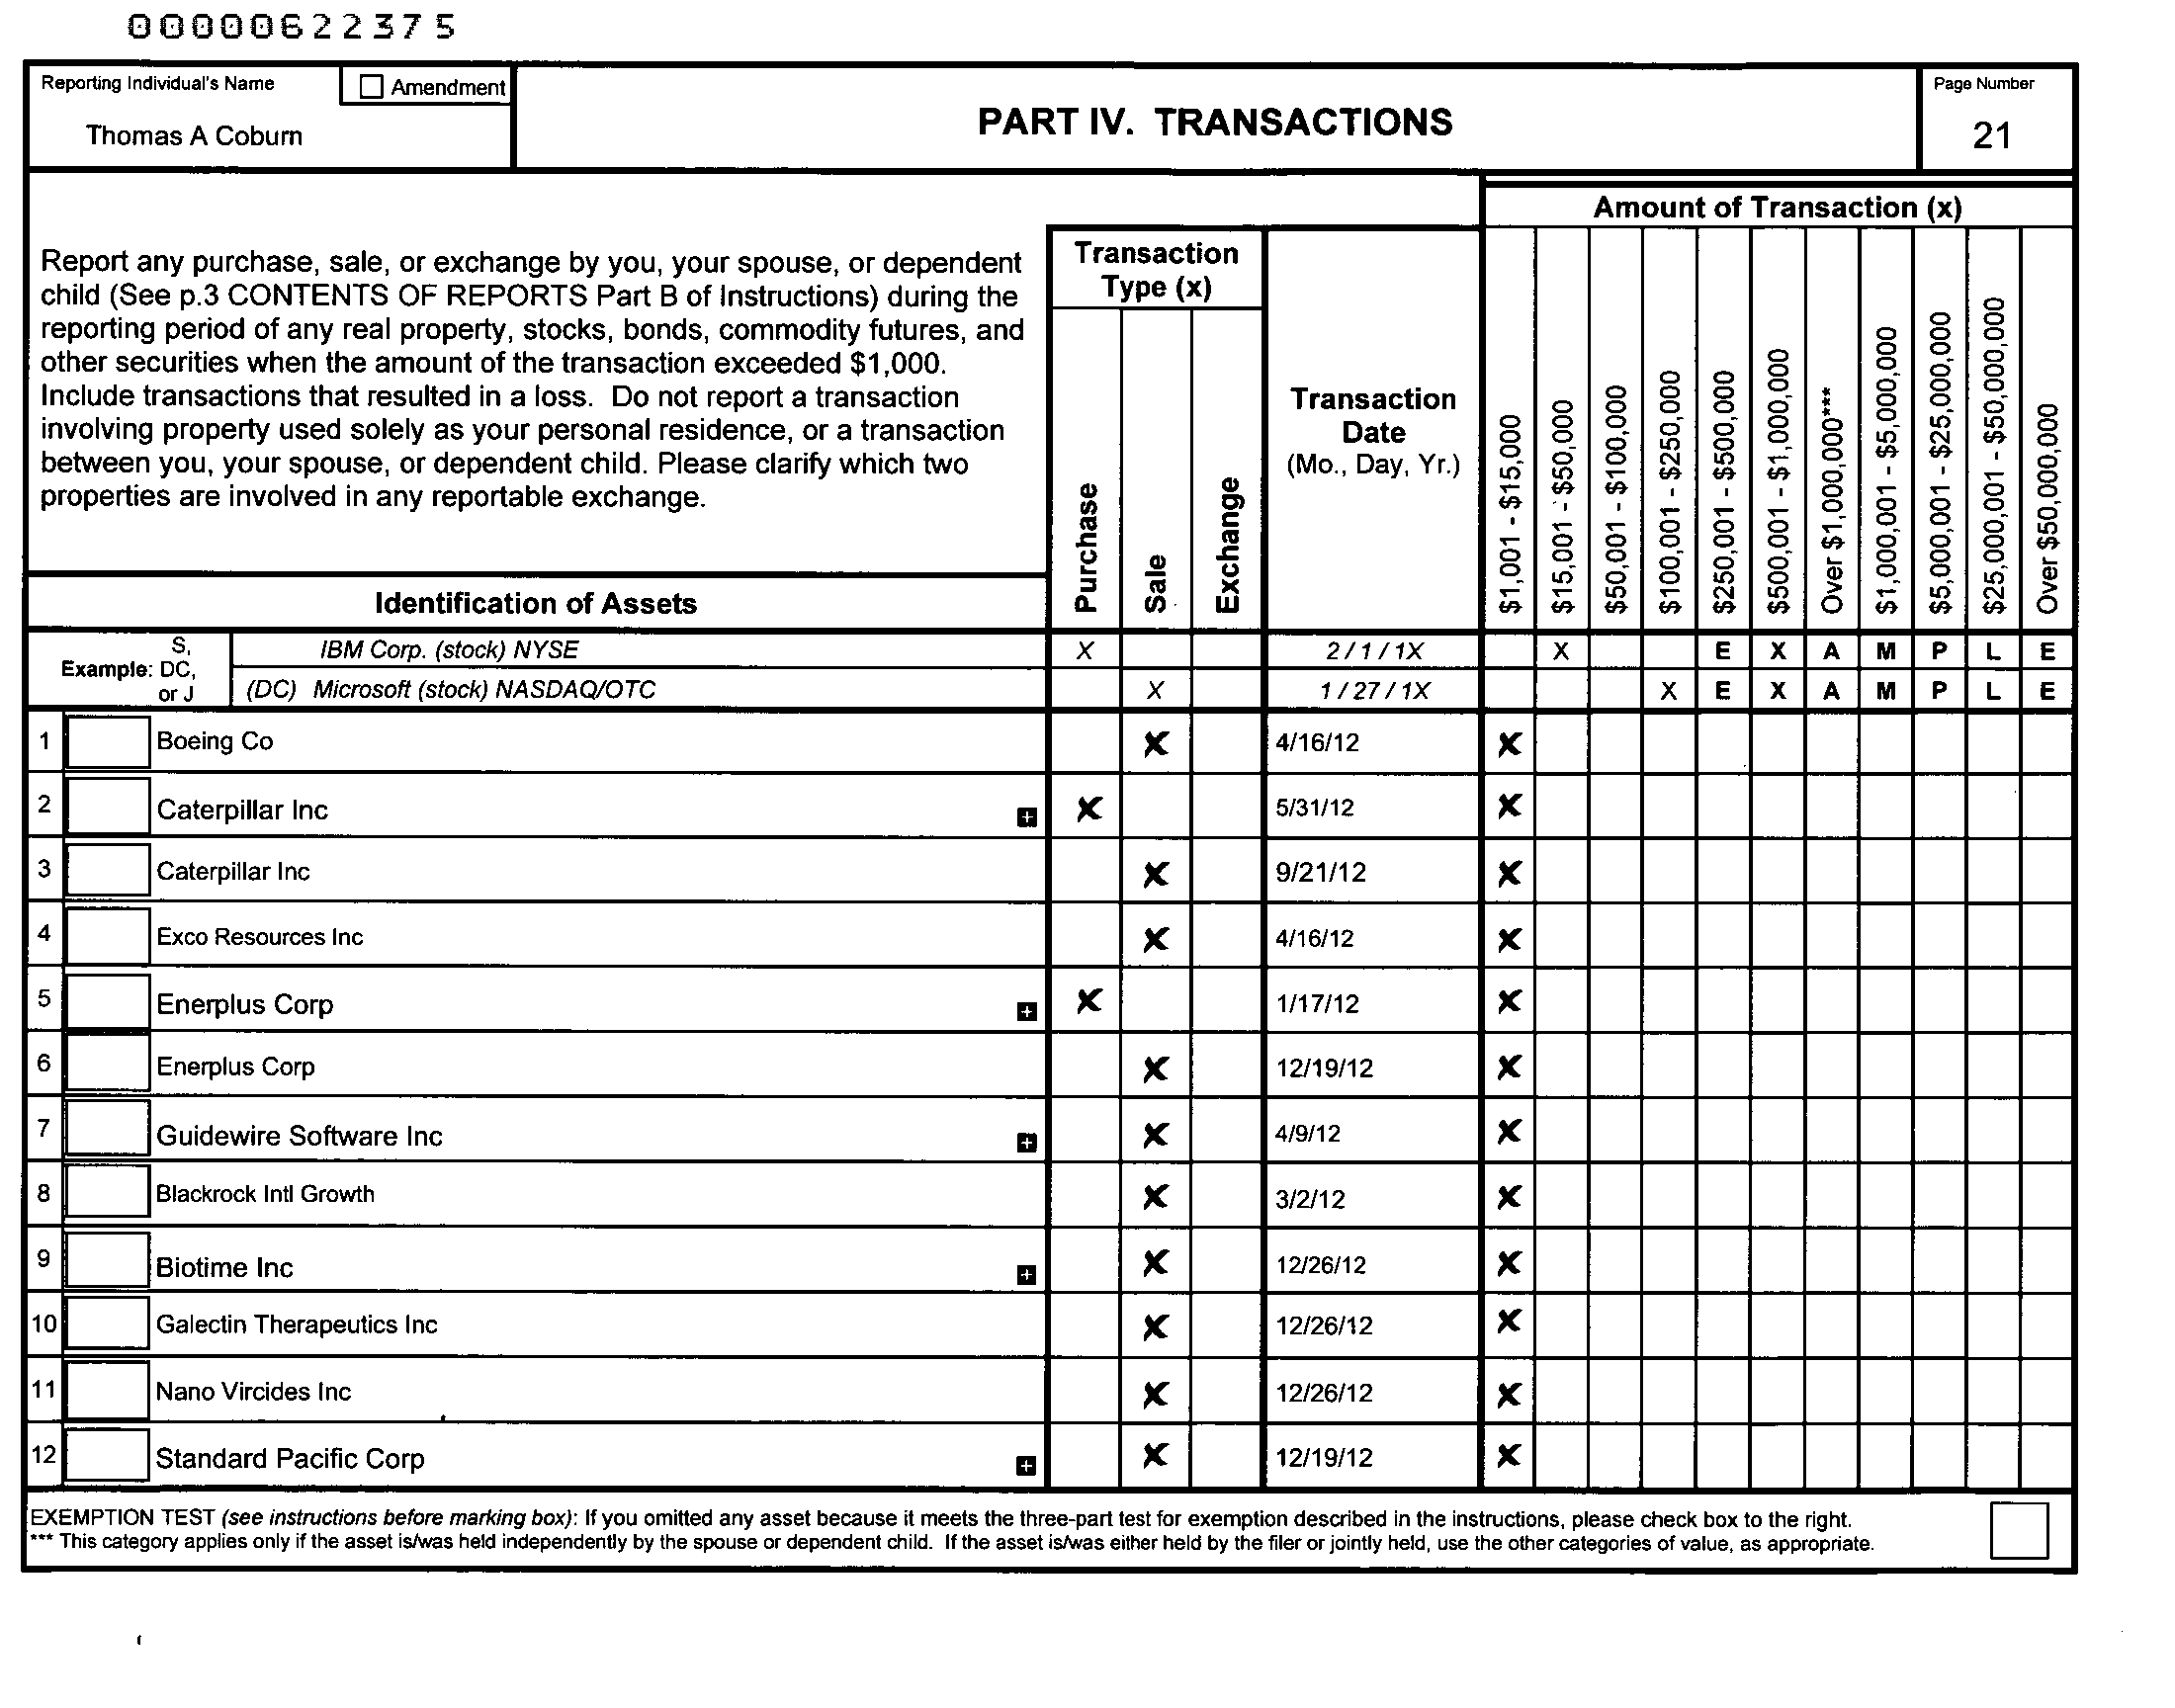 00000622375
Reporting Individual's Name
Amendment
Thomas A Coburn
PART IV. TRANSACTIONS
Page Number
21
Amount of Transaction (x)
Report any purchase, sale, or exchange by you, your spouse, or dependent
child (See p.3 CONTENTS OF REPORTS Part B of Instructions) during the
reporting period of any real property, stocks, bonds, commodity futures, and
other securities when the amount of the transaction exceeded $1,000.
Include transactions that resulted in a loss. Do not report a transaction
involving property used solely as your personal residence, or a transaction
between you, your spouse, or dependent child. Please clarify which two
properties are involved in any reportable exchange.
Transaction
Type (x)
Purchase
Sale
Exchange
Transaction
Date
(Mo., Day, Yr.)
$1,001 - $15,000
$15,001 - $50,000
$50,001 - $100,000
$100,001 - $250,000
$250,001 - $500,000
$500,001 - $1,000,000
Over $1,000,000***
$1,000,001 - $5,000,000
$5,000,001 - $25,000,000
$25,000,001 - $50,000,000
Over $50,000,000
Identification of Assets
Example: S, DC, or J
IBM Corp. (stock) NYSE X 2 / 1 / 1X X E X A M P L E
(DC) Microsoft (stock) NASDAQ/OTC X 1 / 27 / 1X X E X A M P L E
1 Boeing Co X 4/16/12 X
2 Caterpillar Inc + X 5/31/12 X
3 Caterpillar Inc X 9/21/12 X
4 Exco Resources Inc X 4/16/12 X
5 Enerplus Corp + X 1/17/12 X
6 Enerplus Corp X 12/19/12 X
7 Guidewire Software Inc + X 4/9/12 X
8 Blackrock Intl Growth X 3/2/12 X
9 Biotime Inc + X 12/26/12 X
10 Galectin Therapeutics Inc X 12/26/12 X
11 Nano Vircides Inc X 12/26/12 X
12 Standard Pacific Corp + X 12/19/12 X
EXEMPTION TEST (see instructions before marking box): If you omitted any asset because it meets the three-part test for exemption described in the instructions, please check box to the right.
*** This category applies only if the asset is/was held independently by the spouse or dependent child. If the asset is/was either held by the filer or jointly held, use the other categories of value, as appropriate.